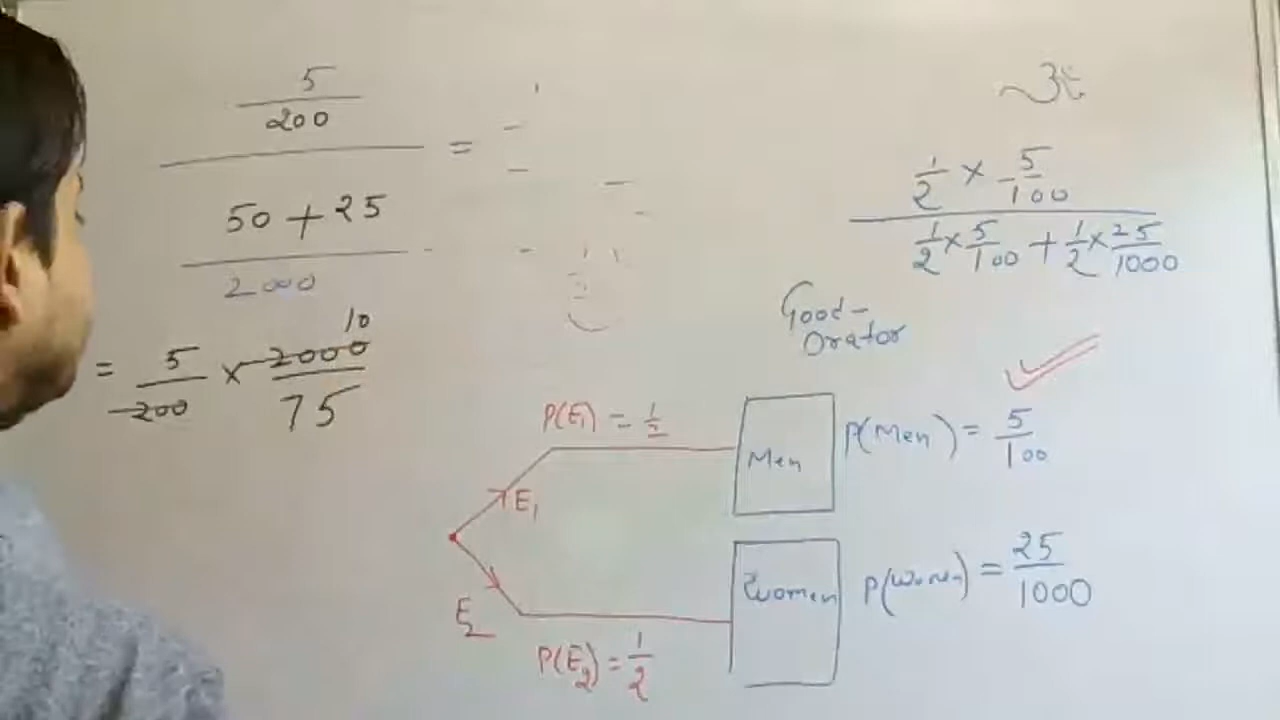 5
200
=
50 + 25
2000
= 5/200 × 2000/75
10
1/2 × 5/100
1/2 × 5/100 + 1/2 × 25/1000
Good-
Orator
P(E₁) = 1/2
E₁
Men
P(Men) = 5/100
E₂
P(E₂) = 1/2
Women
P(Women) = 25/1000